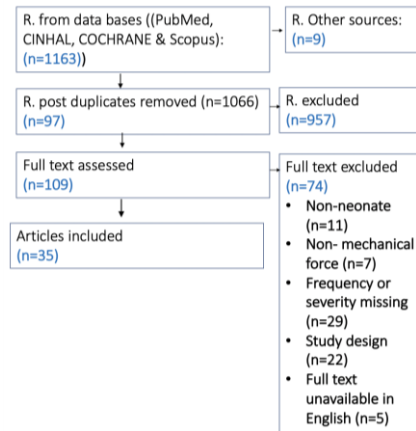 R. from data bases ((PubMed,
CINHAL, COCHRANE & Scopus):
(n=1163))
R. Other sources:
(n=9)
R. post duplicates removed (n=1066)
(n=97)
R. excluded
(n=957)
Full text assessed
(n=109)
Full text excluded
(n=74)
• Non-neonate
(n=11)
• Non- mechanical
force (n=7)
• Frequency or
severity missing
(n=29)
• Study design
(n=22)
• Full text
unavailable in
English (n=5)
Articles included
(n=35)